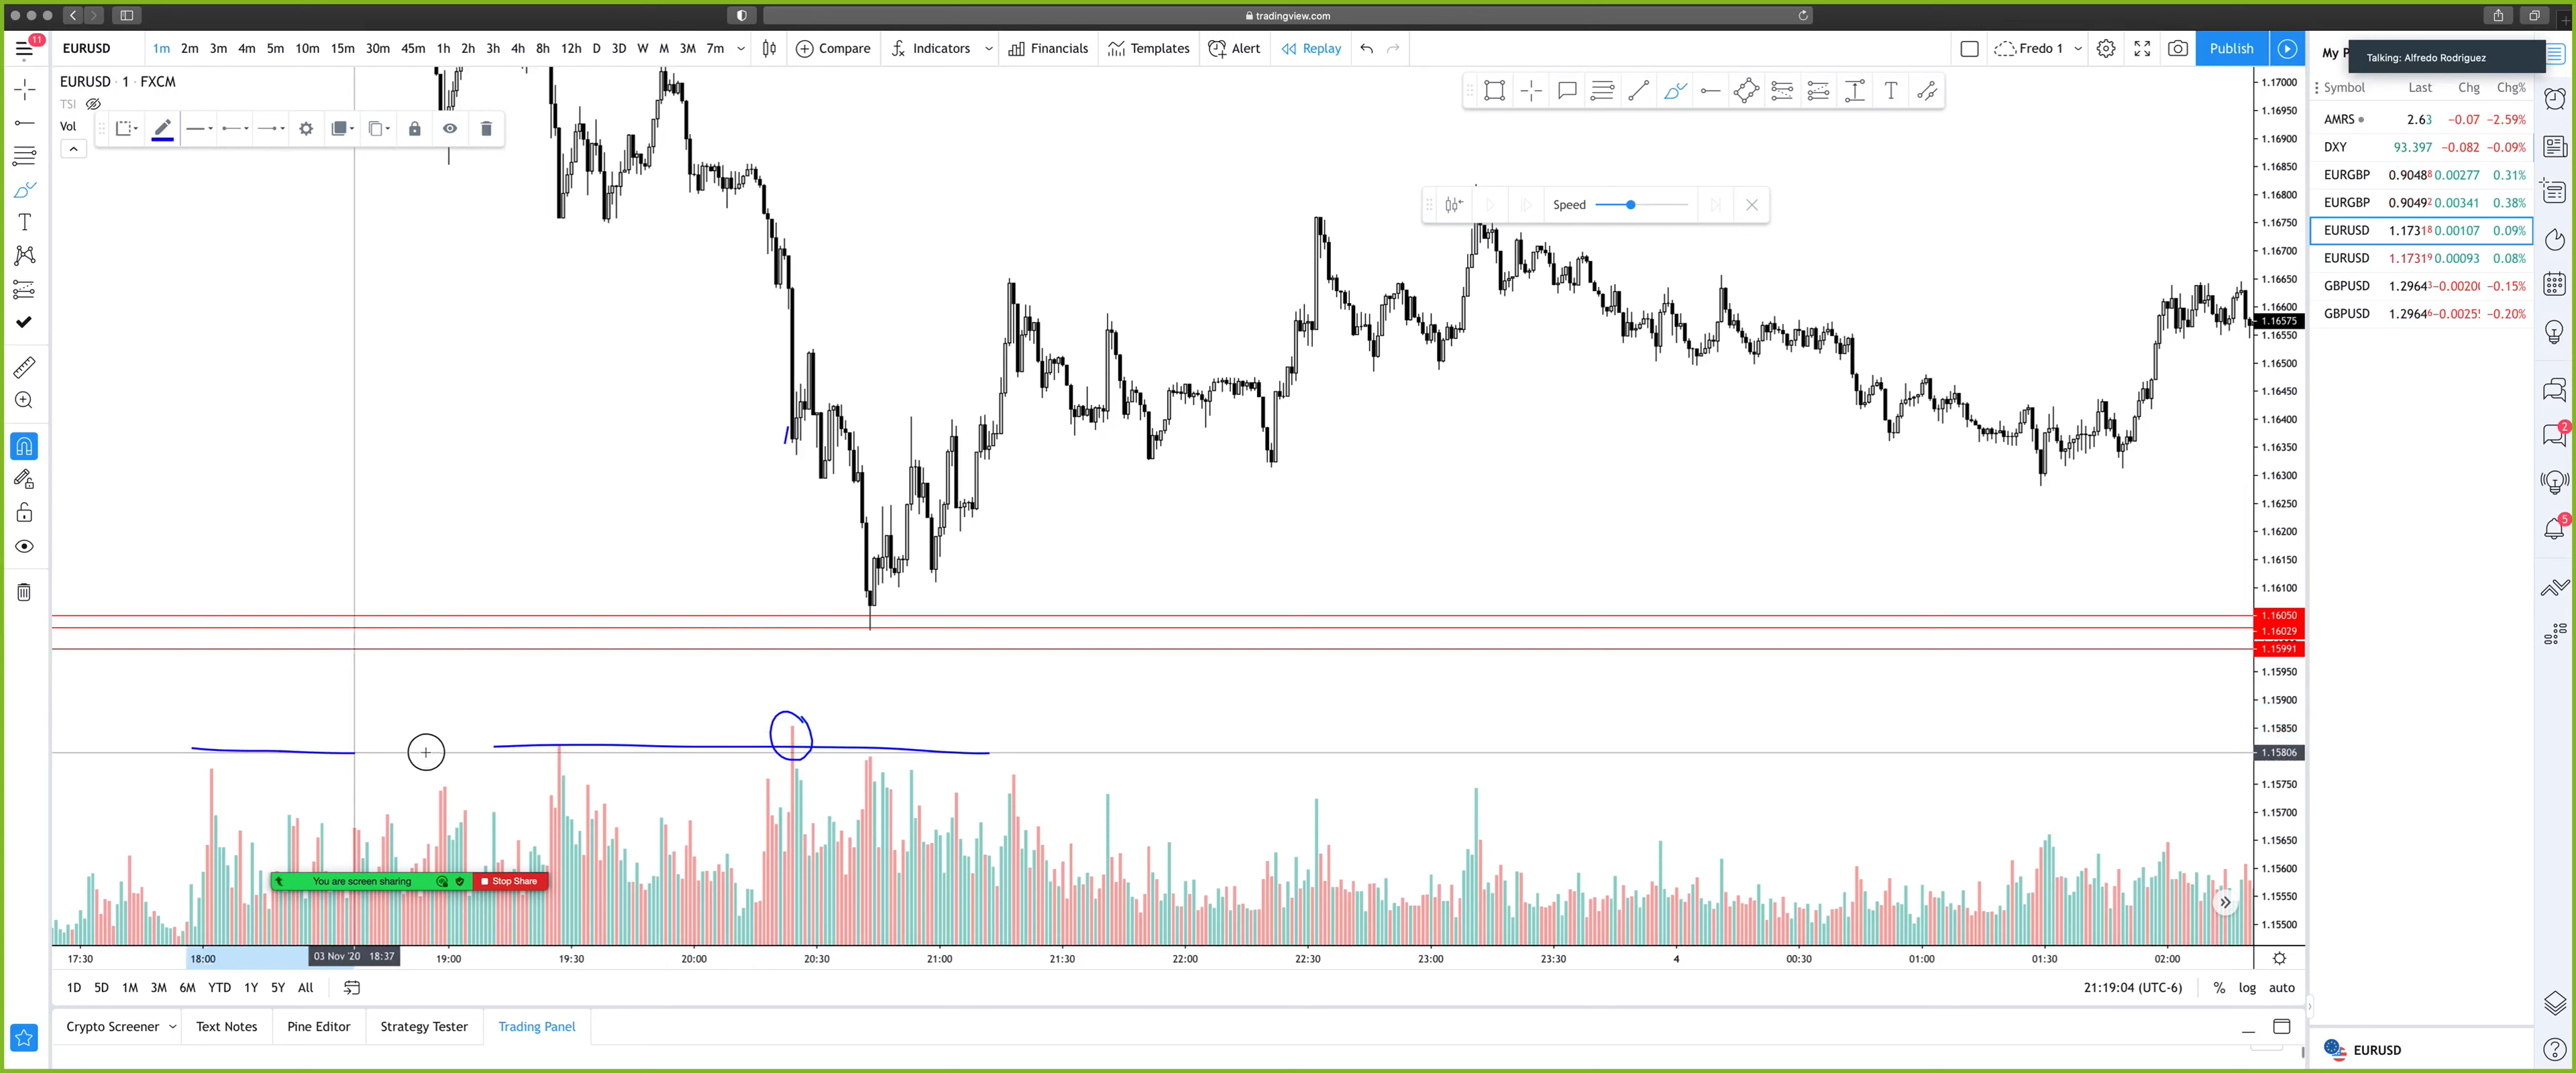 tradingview.com
11
EURUSD 1m 2m 3m 4m 5m 10m 15m 30m 45m 1h 2h 3h 4h 8h 12h D 3D W M 3M 7m Compare Indicators Financials Templates Alert Replay Fredo 1 Publish
My P
Talking: Alfredo Rodríguez
EURUSD · 1 · FXCM
TSI
Vol
Speed
Symbol Last Chg Chg%
AMRS 2.63 −0.07 −2.59%
DXY 93.397 −0.082 −0.09%
EURGBP 0.90488 0.00277 0.31%
EURGBP 0.90492 0.00341 0.38%
EURUSD 1.17318 0.00107 0.09%
EURUSD 1.17319 0.00093 0.08%
GBPUSD 1.29643 −0.0020 −0.15%
GBPUSD 1.29646 −0.0025 −0.20%
2
5
1.17000
1.16950
1.16900
1.16850
1.16800
1.16750
1.16700
1.16650
1.16600
1.16575
1.16550
1.16500
1.16450
1.16400
1.16350
1.16300
1.16250
1.16200
1.16150
1.16100
1.16050
1.16029
1.15991
1.15950
1.15900
1.15850
1.15806
1.15750
1.15700
1.15650
1.15600
1.15550
1.15500
You are screen sharing Stop Share
17:30 18:00 03 Nov '20 18:37 19:00 19:30 20:00 20:30 21:00 21:30 22:00 22:30 23:00 23:30 4 00:30 01:00 01:30 02:00
1D 5D 1M 3M 6M YTD 1Y 5Y All 21:19:04 (UTC-6) % log auto
Crypto Screener Text Notes Pine Editor Strategy Tester Trading Panel
EURUSD